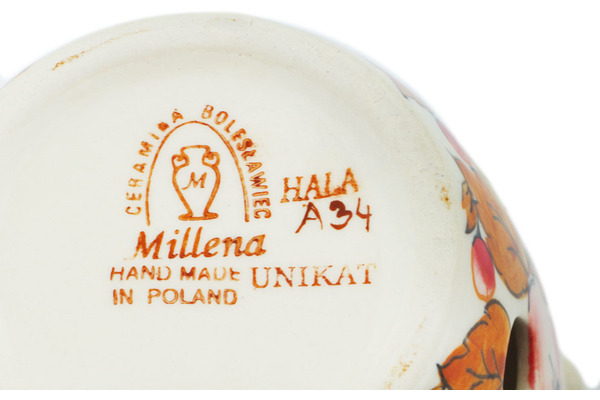 CERAMIKA BOLESŁAWIEC
M
HALA
A34
Millena
HAND MADE
UNIKAT
IN POLAND